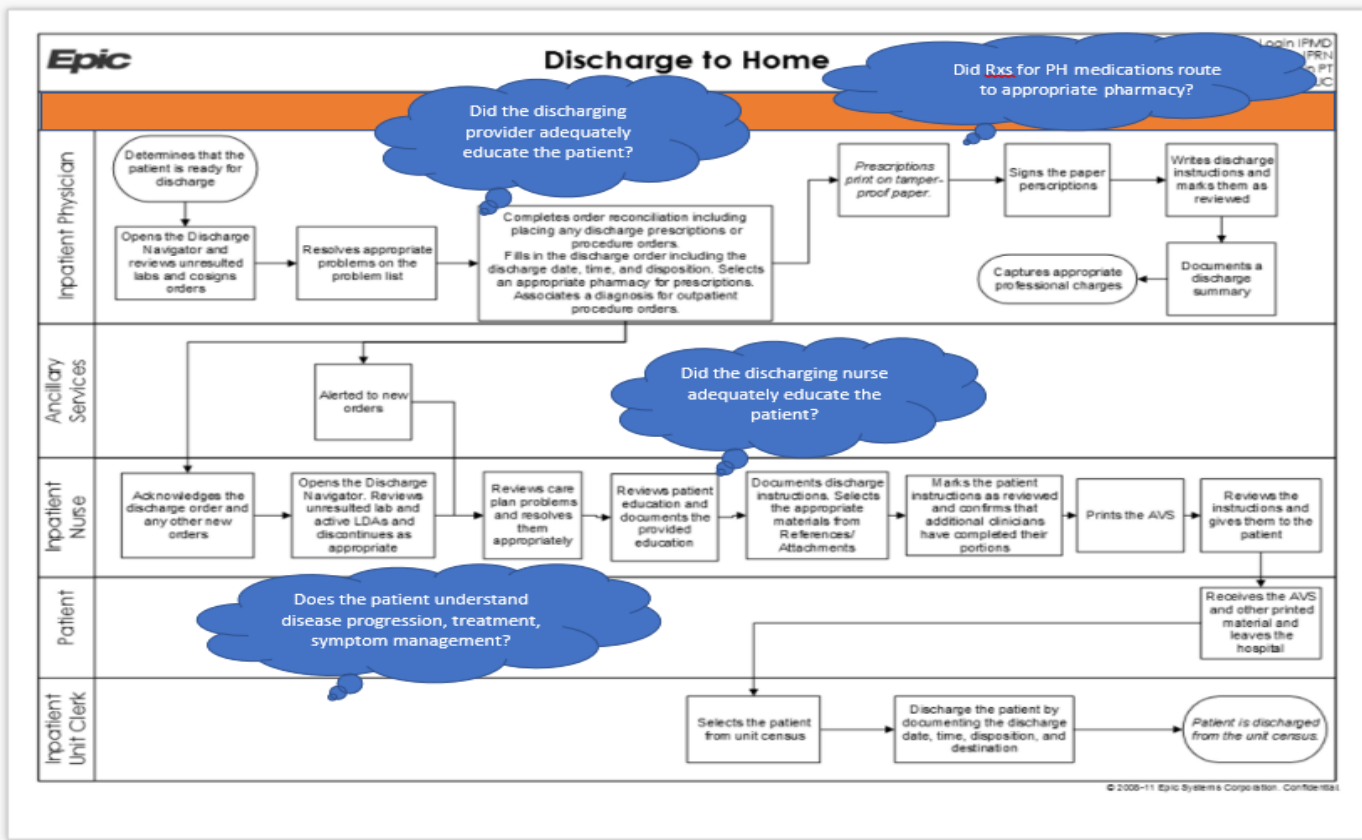 Epic
Discharge to Home
Login IPMD
IPRN
PT
Did Rxs for PH medications route
to appropriate pharmacy?
Did the discharging
provider adequately
educate the patient?
Inpatient Physician
Determines that the
patient is ready for
discharge
Opens the Discharge
Navigator and
reviews unresulted
labs and cosigns
orders
Resolves appropriate
problems on the
problem list
Completes order reconciliation including
placing any discharge prescriptions or
procedure orders.
Fills in the discharge order including the
discharge date, time, and disposition. Selects
an appropriate pharmacy for prescriptions.
Associates a diagnosis for outpatient
procedure orders.
Prescriptions
print on tamper-
proof paper.
Signs the paper
perscriptions
Writes discharge
instructions and
marks them as
reviewed
Documents a
discharge
summary
Captures appropriate
professional charges
Ancillary
Services
Alerted to new
orders
Did the discharging nurse
adequately educate the
patient?
Inpatient
Nurse
Acknowledges the
discharge order and
any other new
orders
Opens the Discharge
Navigator. Reviews
unresulted lab and
active LDAs and
discontinues as
appropriate
Reviews care
plan problems
and resolves
them
appropriately
Reviews patient
education and
documents the
provided
education
Documents discharge
instructions. Selects
the appropriate
materials from
References/
Attachments
Marks the patient
instructions as reviewed
and confirms that
additional clinicians
have completed their
portions
Prints the AVS
Reviews the
instructions and
gives them to the
patient
Patient
Does the patient understand
disease progression, treatment,
symptom management?
Receives the AVS
and other printed
material and
leaves the
hospital
Inpatient
Unit Clerk
Selects the patient
from unit census
Discharge the patient by
documenting the discharge
date, time, disposition, and
destination
Patient is discharged
from the unit census.
© 2008-11 Epic Systems Corporation. Confidential.